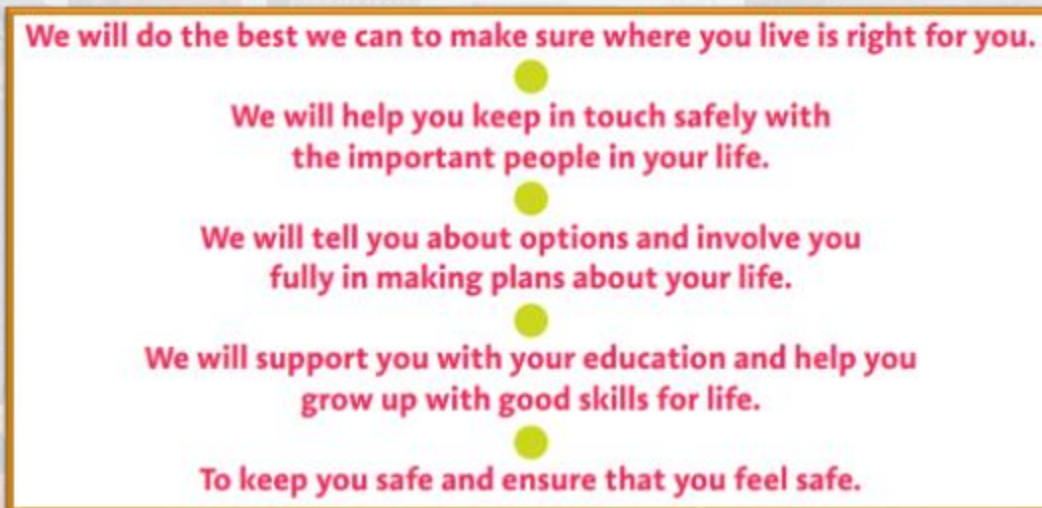 We will do the best we can to make sure where you live is right for you.
We will help you keep in touch safely with
the important people in your life.
We will tell you about options and involve you
fully in making plans about your life.
We will support you with your education and help you
grow up with good skills for life.
To keep you safe and ensure that you feel safe.